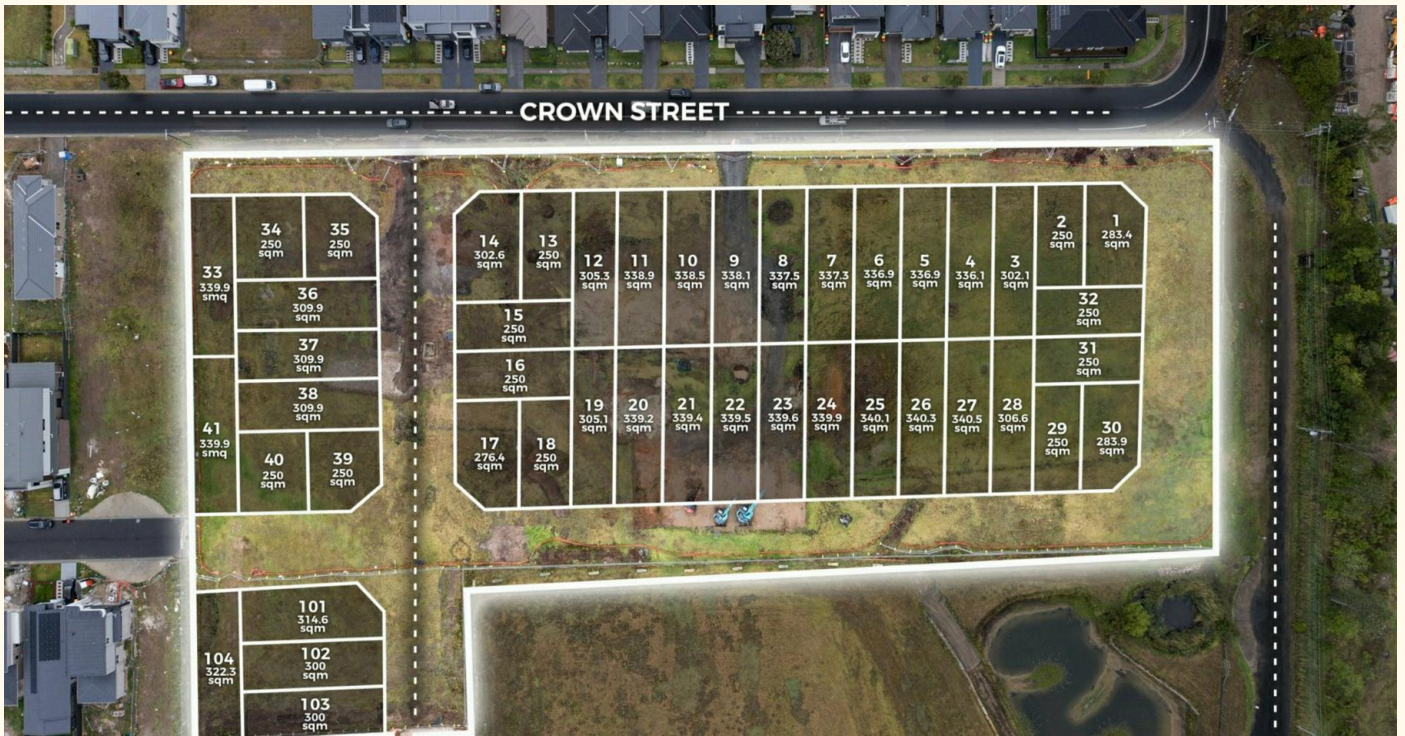 CROWN STREET
33
339.9
smq
34
250
sqm
35
250
sqm
36
309.9
sqm
37
309.9
sqm
38
309.9
sqm
41
339.9
smq
40
250
sqm
39
250
sqm
14
302.6
sqm
13
250
sqm
15
250
sqm
16
250
sqm
17
276.4
sqm
18
250
sqm
12
305.3
sqm
11
338.9
sqm
10
338.5
sqm
9
338.1
sqm
8
337.5
sqm
7
337.3
sqm
6
336.9
sqm
5
336.9
sqm
4
336.1
sqm
3
302.1
sqm
2
250
sqm
1
283.4
sqm
32
250
sqm
31
250
sqm
19
305.1
sqm
20
339.2
sqm
21
339.4
sqm
22
339.5
sqm
23
339.6
sqm
24
339.9
sqm
25
340.1
sqm
26
340.3
sqm
27
340.5
sqm
28
306.6
sqm
29
250
sqm
30
283.9
sqm
101
314.6
sqm
104
322.3
sqm
102
300
sqm
103
300
sqm